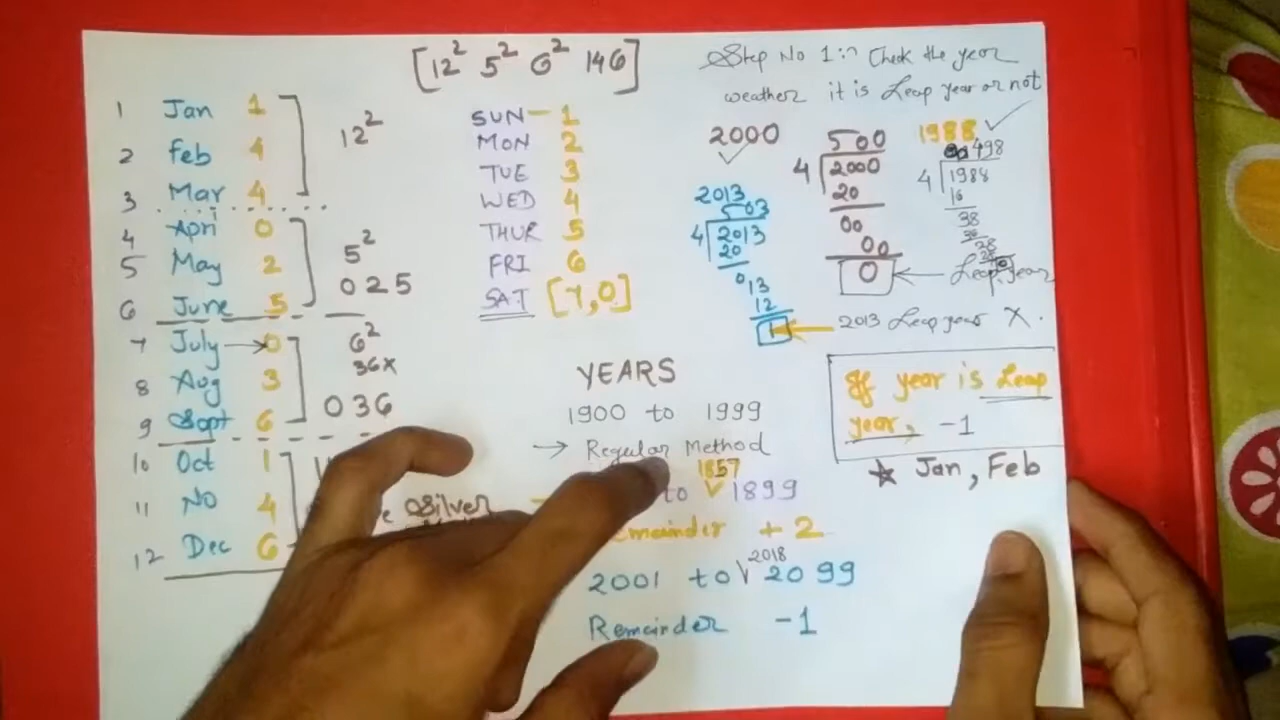 [12² 5² 6² 146]
1 Jan 1
2 Feb 4
3 Mar 4
12²
4 Apri 0
5 May 2
6 June 5
5²
025
7 July → 0
8 Aug 3
9 Sept 6
6²
36×
036
10 Oct 1
11 No 4
12 Dec 6
Silver
SUN - 1
MON 2
TUE 3
WED 4
THUR 5
FRI 6
SAT [7,0]
YEARS
1900 to 1999
→ Regular Method
1857
to ✓ 1899
emainder +2
2018
2001 to √ 2099
Remainder -1
Step No 1:- Check the year
weather it is Leap year or not
2000 ✓
500
4 2000
20
00
00
0 ← Leap year
1988 ✓
498
4 1988
16
38
36
28
28
0
2013
503
4 2013
20
013
12
1 ← 2013 Leap year X.
If year is Leap
year, -1
★ Jan, Feb